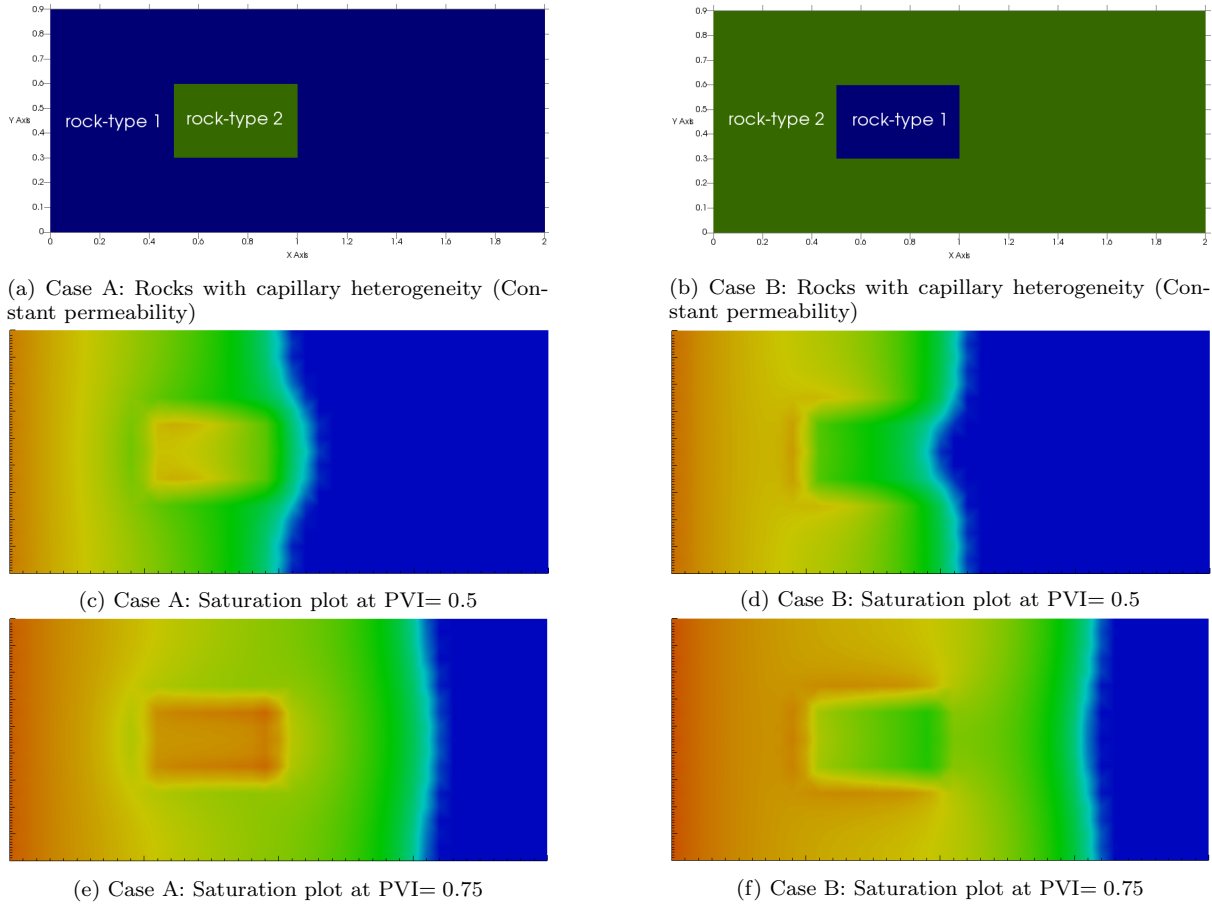 0.9
0.8
0.7
0.6
0.5
Y Axis
0.4
0.3
0.2
0.1
0
rock-type 1
rock-type 2
0 0.2 0.4 0.6 0.8 1 1.2 1.4 1.6 1.8 2
X Axis
0.9
0.8
0.7
0.6
0.5
Y Axis
0.4
0.3
0.2
0.1
0
rock-type 2
rock-type 1
0 0.2 0.4 0.6 0.8 1 1.2 1.4 1.6 1.8 2
X Axis
(a) Case A: Rocks with capillary heterogeneity (Con-
stant permeability)
(b) Case B: Rocks with capillary heterogeneity (Con-
stant permeability)
(c) Case A: Saturation plot at PVI= 0.5
(d) Case B: Saturation plot at PVI= 0.5
(e) Case A: Saturation plot at PVI= 0.75
(f) Case B: Saturation plot at PVI= 0.75